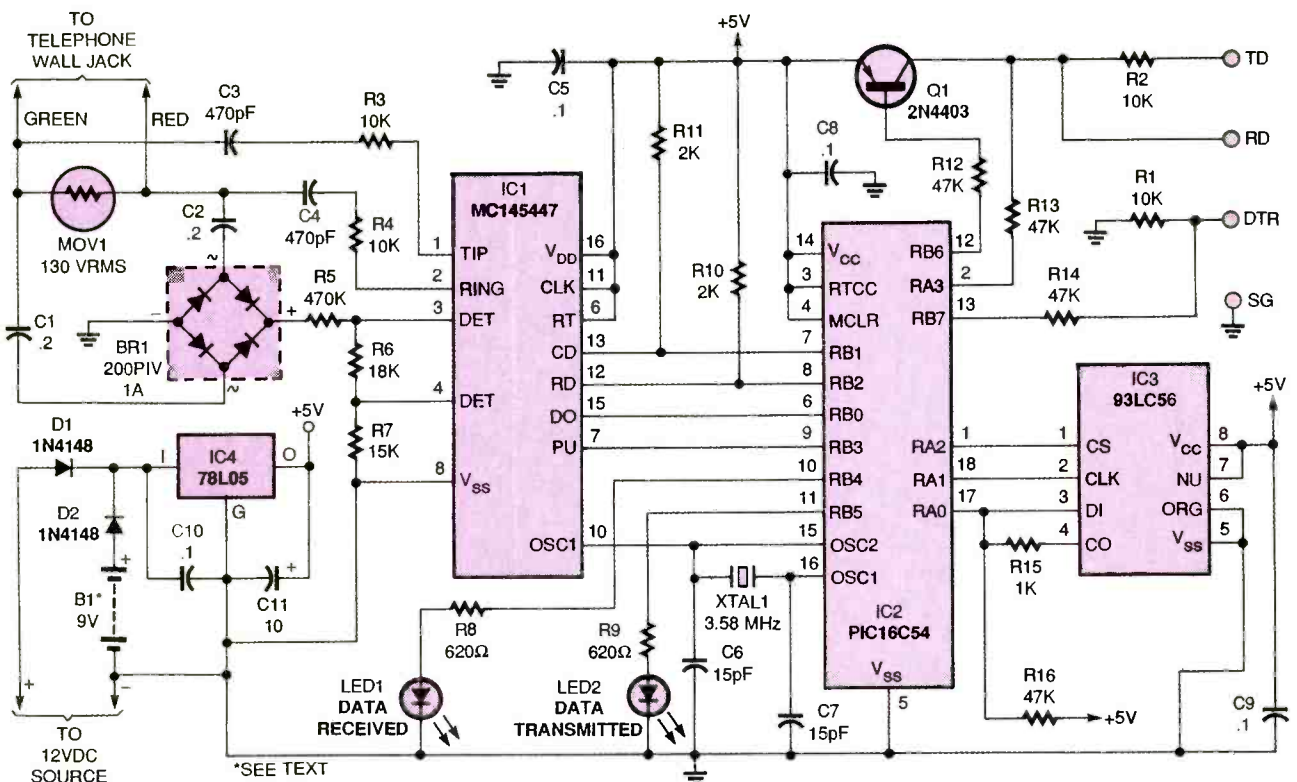 TO
TELEPHONE
WALL JACK
GREEN
RED
C3
470pF
R3
10K
MOV1
130 VRMS
C2
.2
C4
470pF
R4
10K
C1
.2
BR1
200PIV
1A
~
~
–
+
R5
470K
R6
18K
R7
15K
IC1
MC145447
1
TIP
2
RING
3
DET
4
DET
8
VSS
VDD
16
CLK
11
RT
6
CD
13
RD
12
DO
15
PU
7
OSC1
10
C5
.1
+5V
R11
2K
R10
2K
C8
.1
Q1
2N4403
R12
47K
R13
47K
R2
10K
TD
RD
R1
10K
DTR
R14
47K
SG
14
VCC
3
RTCC
4
MCLR
7
RB1
8
RB2
6
RB0
9
RB3
10
RB4
11
RB5
15
OSC2
16
OSC1
RB6
12
RA3
2
RB7
13
RA2
1
RA1
18
RA0
17
IC2
PIC16C54
VSS
5
IC3
93LC56
1
CS
2
CLK
3
DI
4
CO
VCC
8
NU
7
ORG
6
VSS
5
+5V
R15
1K
R16
47K
+5V
C9
.1
D1
1N4148
D2
1N4148
I
IC4
78L05
O
G
+5V
C10
.1
C11
10
+
B1*
9V
+
+
–
TO
12VDC
SOURCE
*SEE TEXT
R8
620Ω
LED1
DATA
RECEIVED
R9
620Ω
LED2
DATA
TRANSMITTED
XTAL1
3.58 MHz
C6
15pF
C7
15pF